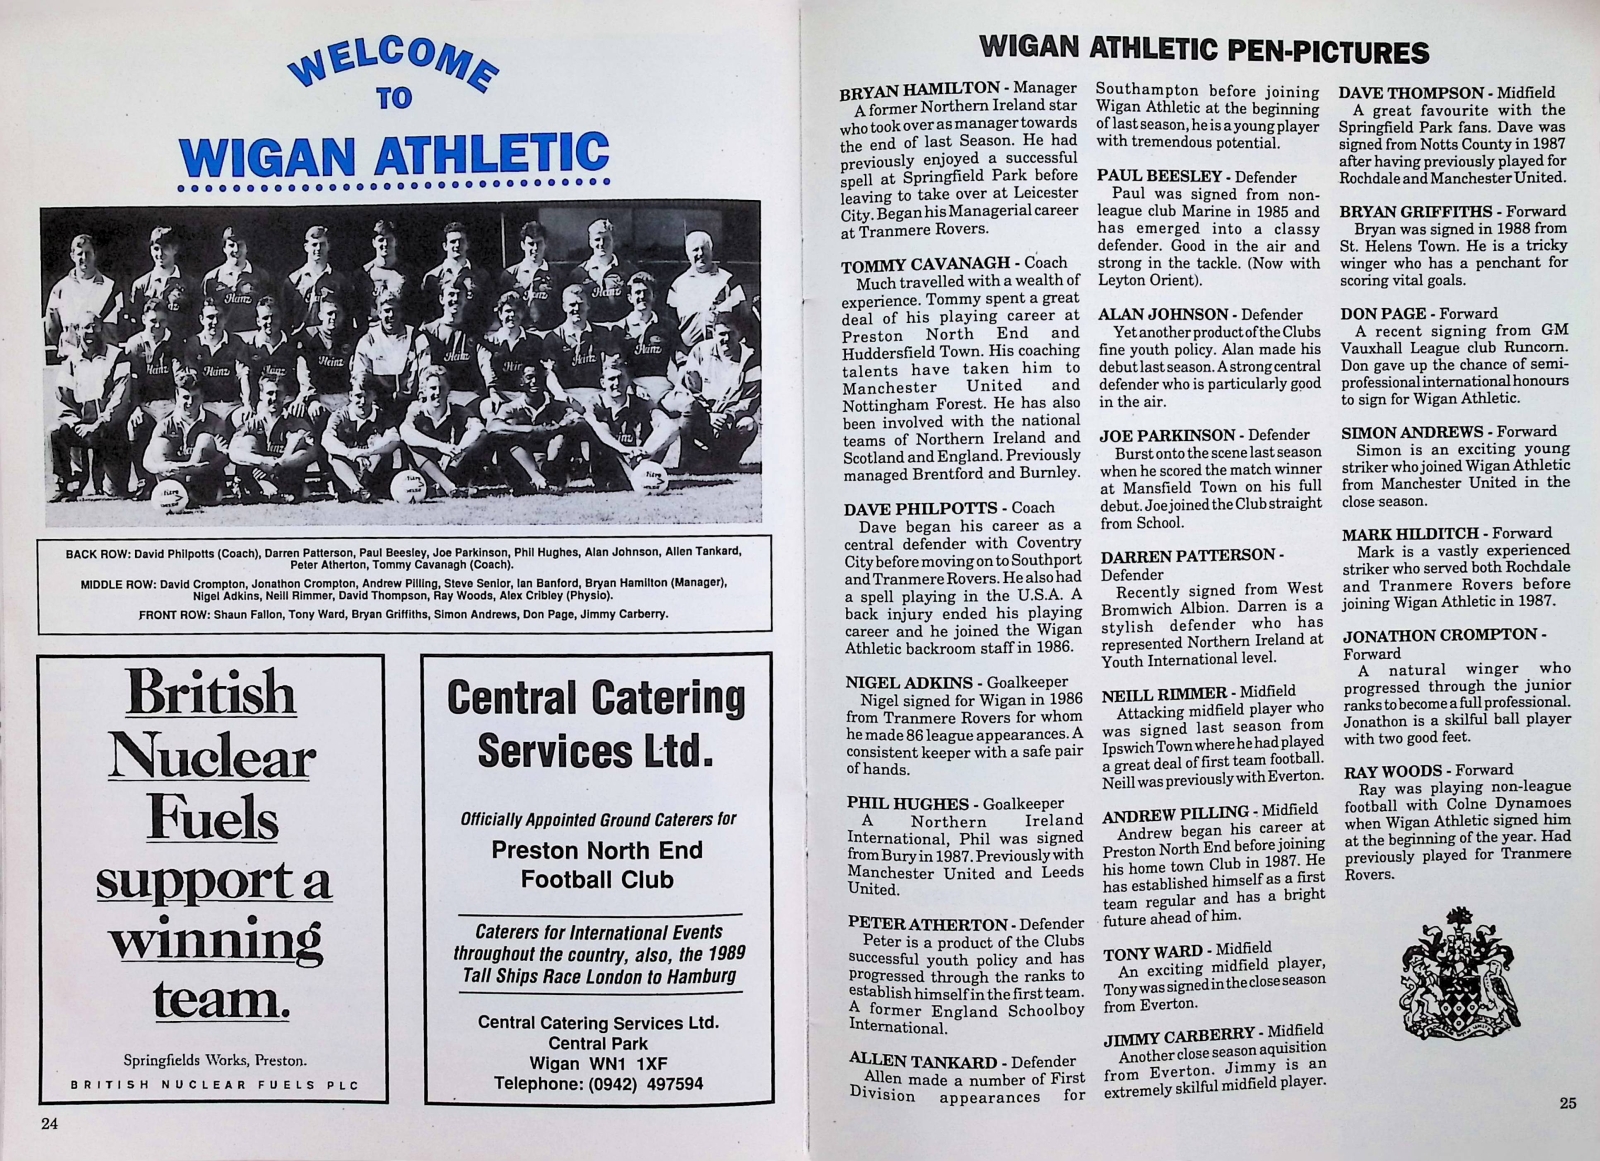 WELCOME
TO
WIGAN ATHLETIC
BACK ROW: David Philpotts (Coach), Darren Patterson, Paul Beesley, Joe Parkinson, Phil Hughes, Alan Johnson, Allen Tankard,
Peter Atherton, Tommy Cavanagh (Coach).
MIDDLE ROW: David Crompton, Jonathan Crompton, Andrew Pilling, Steve Senior, Ian Banford, Bryan Hamilton (Manager),
Nigel Adkins, Neill Rimmer, David Thompson, Ray Woods, Alex Cribley (Physio).
FRONT ROW: Shaun Fallon, Tony Ward, Bryan Griffiths, Simon Andrews, Don Page, Jimmy Carberry.
British
Nuclear
Fuels
support a
winning
team.
Springfields Works, Preston.
BRITISH NUCLEAR FUELS PLC
Central Catering
Services Ltd.
Officially Appointed Ground Caterers for
Preston North End
Football Club
Caterers for International Events
throughout the country, also, the 1989
Tall Ships Race London to Hamburg
Central Catering Services Ltd.
Central Park
Wigan WN1 1XF
Telephone: (0942) 497594
24
WIGAN ATHLETIC PEN-PICTURES
BRYAN HAMILTON - Manager
A former Northern Ireland star
who took over as manager towards
the end of last Season. He had
previously enjoyed a successful
spell at Springfield Park before
leaving to take over at Leicester
City. Began his Managerial career
at Tranmere Rovers.
TOMMY CAVANAGH - Coach
Much travelled with a wealth of
experience. Tommy spent a great
deal of his playing career at
Preston North End and
Huddersfield Town. His coaching
talents have taken him to
Manchester United and
Nottingham Forest. He has also
been involved with the national
teams of Northern Ireland and
Scotland and England. Previously
managed Brentford and Burnley.
DAVE PHILPOTTS - Coach
Dave began his career as a
central defender with Coventry
City before moving on to Southport
and Tranmere Rovers. He also had
a spell playing in the U.S.A. A
back injury ended his playing
career and he joined the Wigan
Athletic backroom staff in 1986.
NIGEL ADKINS - Goalkeeper
Nigel signed for Wigan in 1986
from Tranmere Rovers for whom
he made 86 league appearances. A
consistent keeper with a safe pair
of hands.
PHIL HUGHES - Goalkeeper
A Northern Ireland
International, Phil was signed
from Bury in 1987. Previously with
Manchester United and Leeds
United.
PETER ATHERTON - Defender
Peter is a product of the Clubs
successful youth policy and has
progressed through the ranks to
establish himself in the first team.
A former England Schoolboy
International.
ALLEN TANKARD - Defender
Allen made a number of First
Division appearances for
Southampton before joining
Wigan Athletic at the beginning
of last season, he is a young player
with tremendous potential.
PAUL BEESLEY - Defender
Paul was signed from non-
league club Marine in 1985 and
has emerged into a classy
defender. Good in the air and
strong in the tackle. (Now with
Leyton Orient).
ALAN JOHNSON - Defender
Yet another product of the Clubs
fine youth policy. Alan made his
debut last season. A strong central
defender who is particularly good
in the air.
JOE PARKINSON - Defender
Burst onto the scene last season
when he scored the match winner
at Mansfield Town on his full
debut. Joe joined the Club straight
from School.
DARREN PATTERSON -
Defender
Recently signed from West
Bromwich Albion. Darren is a
stylish defender who has
represented Northern Ireland at
Youth International level.
NEILL RIMMER - Midfield
Attacking midfield player who
was signed last season from
Ipswich Town where he had played
a great deal of first team football.
Neill was previously with Everton.
ANDREW PILLING - Midfield
Andrew began his career at
Preston North End before joining
his home town Club in 1987. He
has established himself as a first
team regular and has a bright
future ahead of him.
TONY WARD - Midfield
An exciting midfield player,
Tony was signed in the close season
from Everton.
JIMMY CARBERRY - Midfield
Another close season aquisition
from Everton. Jimmy is an
extremely skilful midfield player.
DAVE THOMPSON - Midfield
A great favourite with the
Springfield Park fans. Dave was
signed from Notts County in 1987
after having previously played for
Rochdale and Manchester United.
BRYAN GRIFFITHS - Forward
Bryan was signed in 1988 from
St. Helens Town. He is a tricky
winger who has a penchant for
scoring vital goals.
DON PAGE - Forward
A recent signing from GM
Vauxhall League club Runcorn.
Don gave up the chance of semi-
professional international honours
to sign for Wigan Athletic.
SIMON ANDREWS - Forward
Simon is an exciting young
striker who joined Wigan Athletic
from Manchester United in the
close season.
MARK HILDITCH - Forward
Mark is a vastly experienced
striker who served both Rochdale
and Tranmere Rovers before
joining Wigan Athletic in 1987.
JONATHON CROMPTON -
Forward
A natural winger who
progressed through the junior
ranks to become a full professional.
Jonathon is a skilful ball player
with two good feet.
RAY WOODS - Forward
Ray was playing non-league
football with Colne Dynamoes
when Wigan Athletic signed him
at the beginning of the year. Had
previously played for Tranmere
Rovers.
25